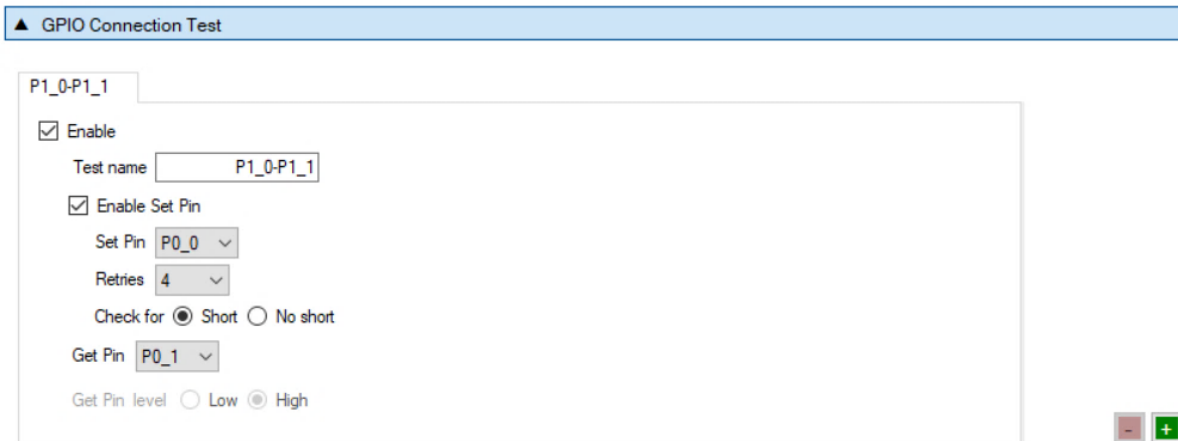 ▲ GPIO Connection Test
P1_0-P1_1
Enable
Test name P1_0-P1_1
Enable Set Pin
Set Pin P0_0
Retries 4
Check for Short No short
Get Pin P0_1
Get Pin level Low High
- +